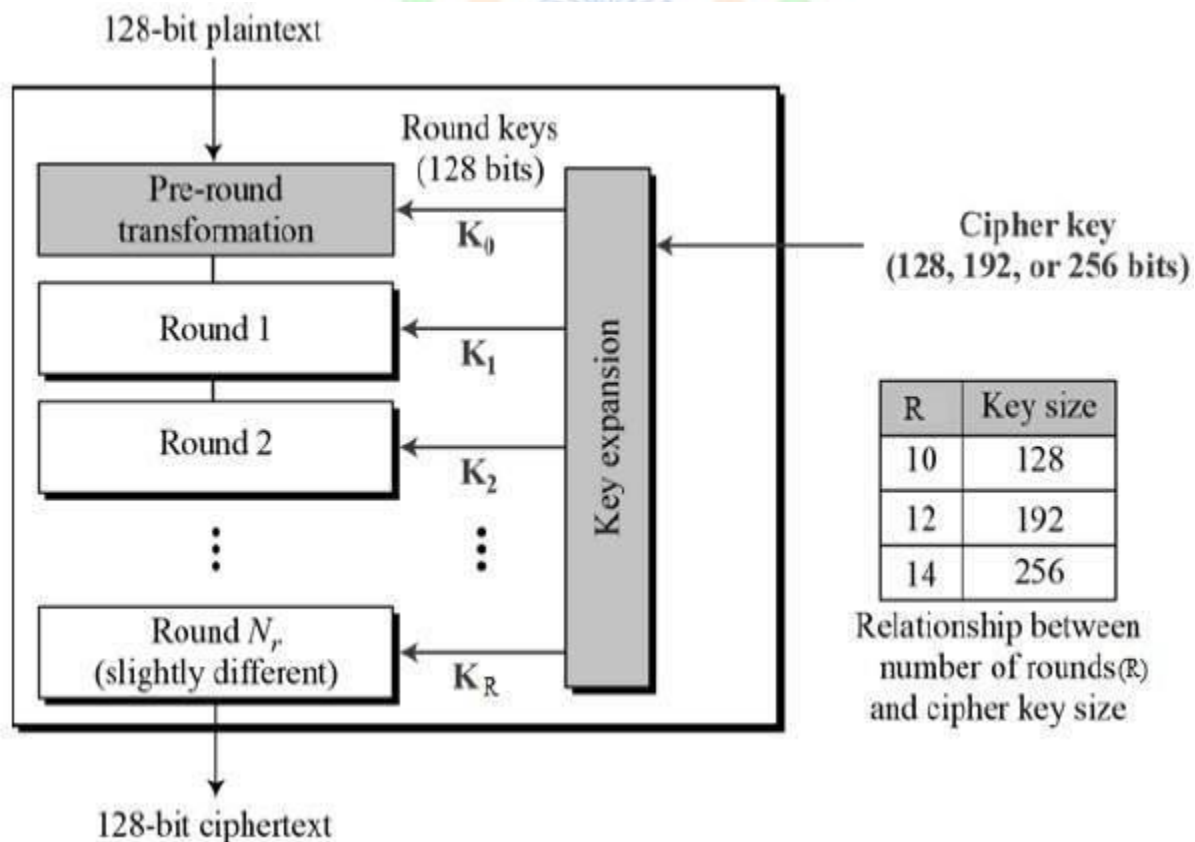 128-bit plaintext
Round keys
(128 bits)
Pre-round
transformation
K0
Cipher key
(128, 192, or 256 bits)
Round 1
K1
Key expansion
Round 2
K2
R Key size
10 128
12 192
14 256
Relationship between
number of rounds(R)
and cipher key size
Round Nr
(slightly different)
KR
128-bit ciphertext